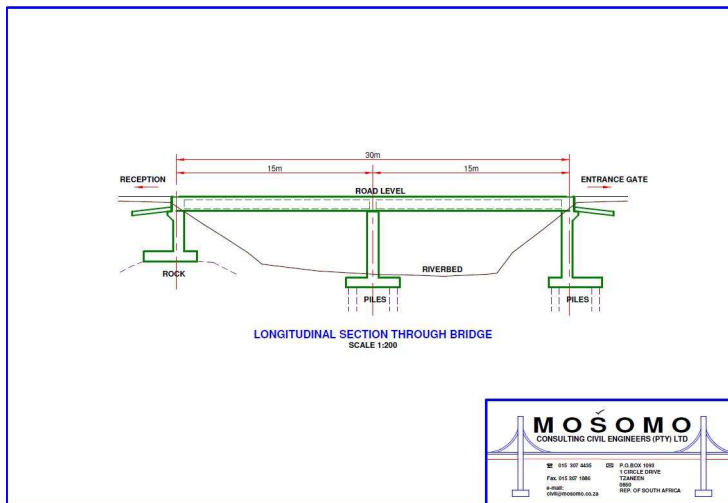 30m
15m 15m
RECEPTION ENTRANCE GATE
ROAD LEVEL
ROCK RIVERBED
PILES PILES
LONGITUDINAL SECTION THROUGH BRIDGE
SCALE 1:200
MOSOMO
CONSULTING CIVIL ENGINEERS (PTY) LTD
015 307 4435 P.O.BOX 1093
1 CIRCLE DRIVE
Fax. 015 307 1886 TZANEEN
0850
e-mail: REP. OF SOUTH AFRICA
civil@mosomo.co.za